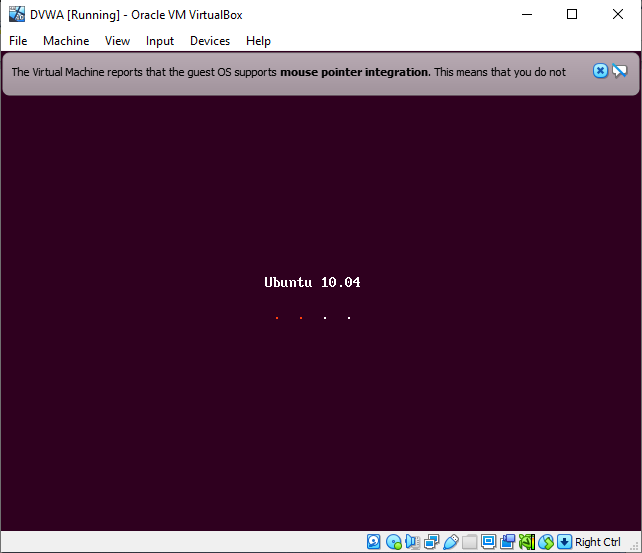 DVWA [Running] - Oracle VM VirtualBox
File Machine View Input Devices Help
The Virtual Machine reports that the guest OS supports mouse pointer integration. This means that you do not
Ubuntu 10.04
. . . .
Right Ctrl